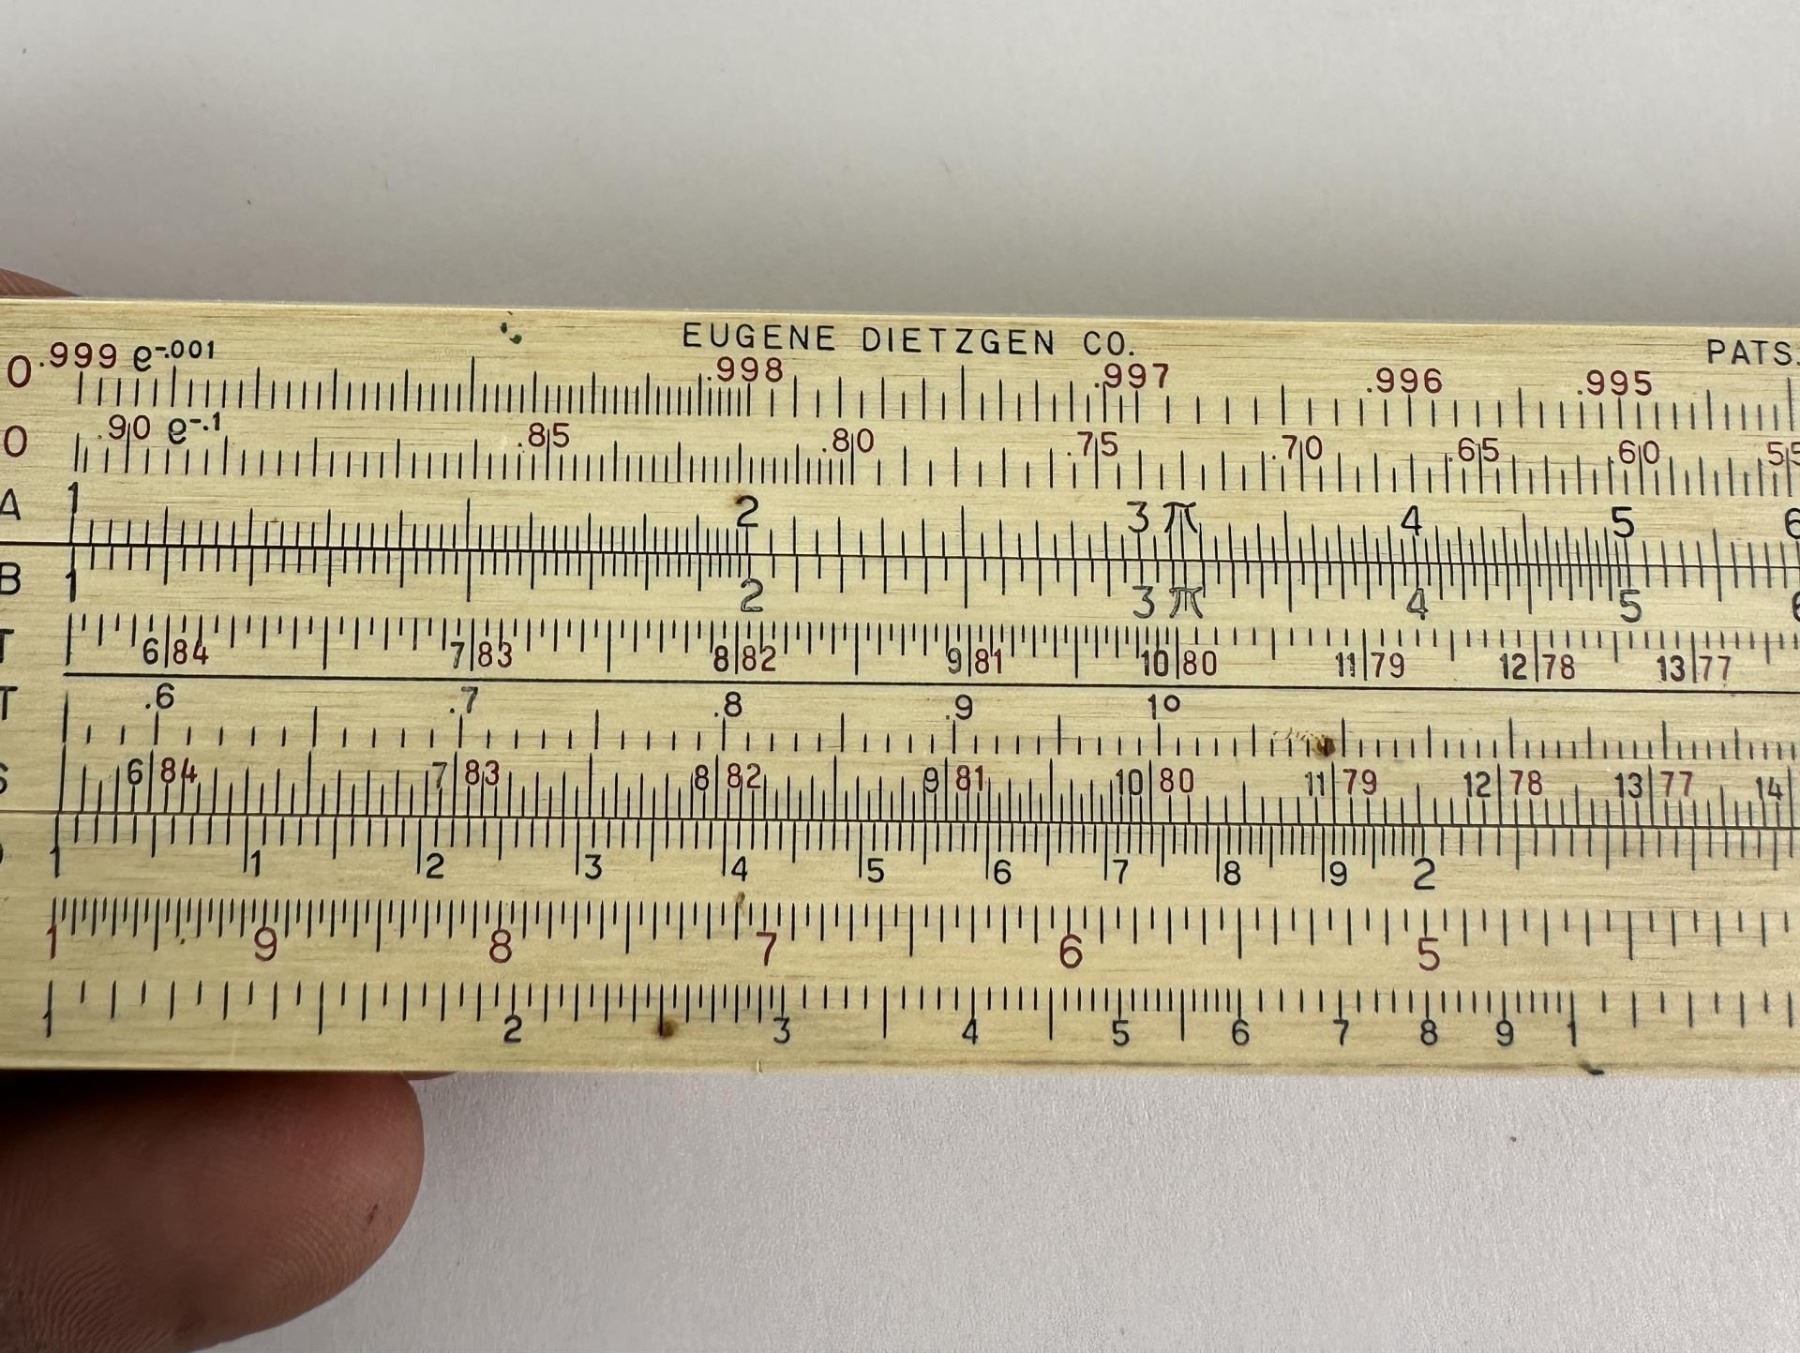 EUGENE DIETZGEN CO.
PATS.
0 .999 e-.001 .998 .997 .996 .995
0 .90 e-.1 .85 .80 .75 .70 .65 .60 .55
A 1 2 3 π 4 5 6
B 1 2 3 π 4 5 6
T 6 84 7 83 8 82 9 81 10 80 11 79 12 78 13 77
T .6 .7 .8 .9 1°
S 6 84 7 83 8 82 9 81 10 80 11 79 12 78 13 77 14
1 1 2 3 4 5 6 7 8 9 2
1 9 8 7 6 5
1 2 3 4 5 6 7 8 9 1